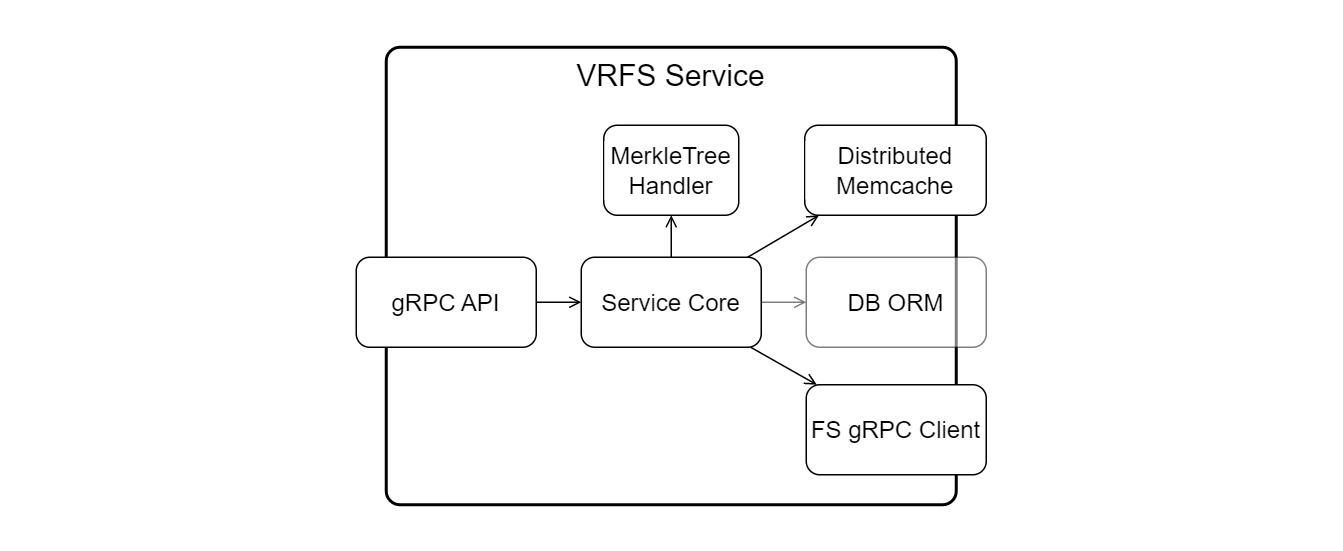 VRFS Service
MerkleTree
Handler
Distributed
Memcache
gRPC API
Service Core
DB ORM
FS gRPC Client